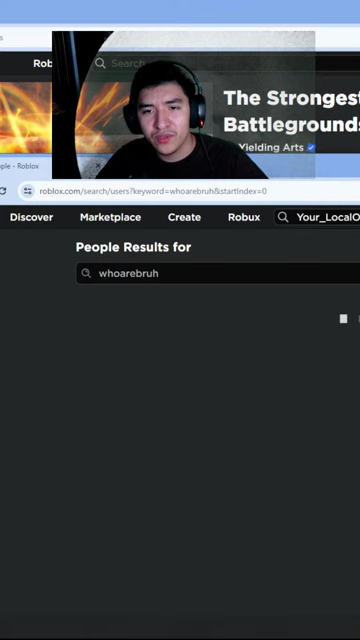 Rob
Search
The Strongest
Battlegrounds
Yielding Arts
ple - Roblox
roblox.com/search/users?keyword=whoarebruh&startIndex=0
Discover Marketplace Create Robux Your_LocalO
People Results for
whoarebruh